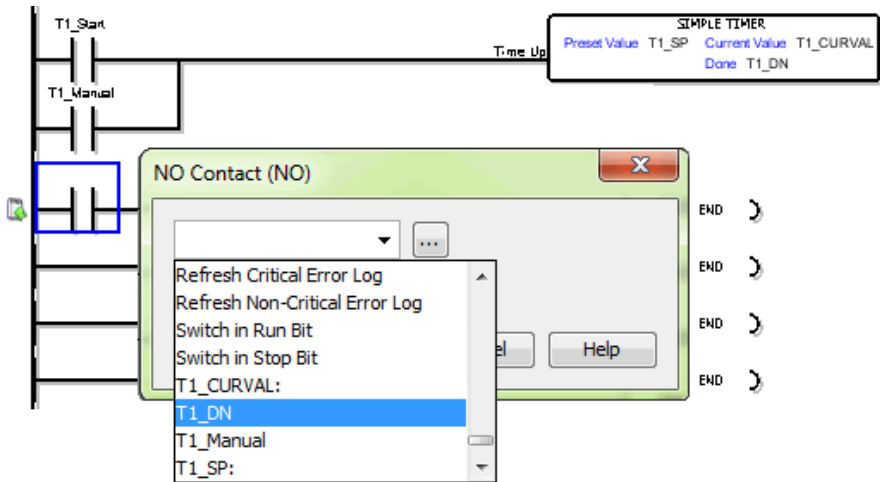 T1_Start
SIMPLE TIMER
Time Up
Preset Value T1_SP Current Value T1_CURVAL
Done T1_DN
T1_Manual
NO Contact (NO)
...
END
Refresh Critical Error Log
Refresh Non-Critical Error Log
END
Switch in Run Bit
END
Switch in Stop Bit
el
Help
T1_CURVAL:
END
T1_DN
T1_Manual
T1_SP: